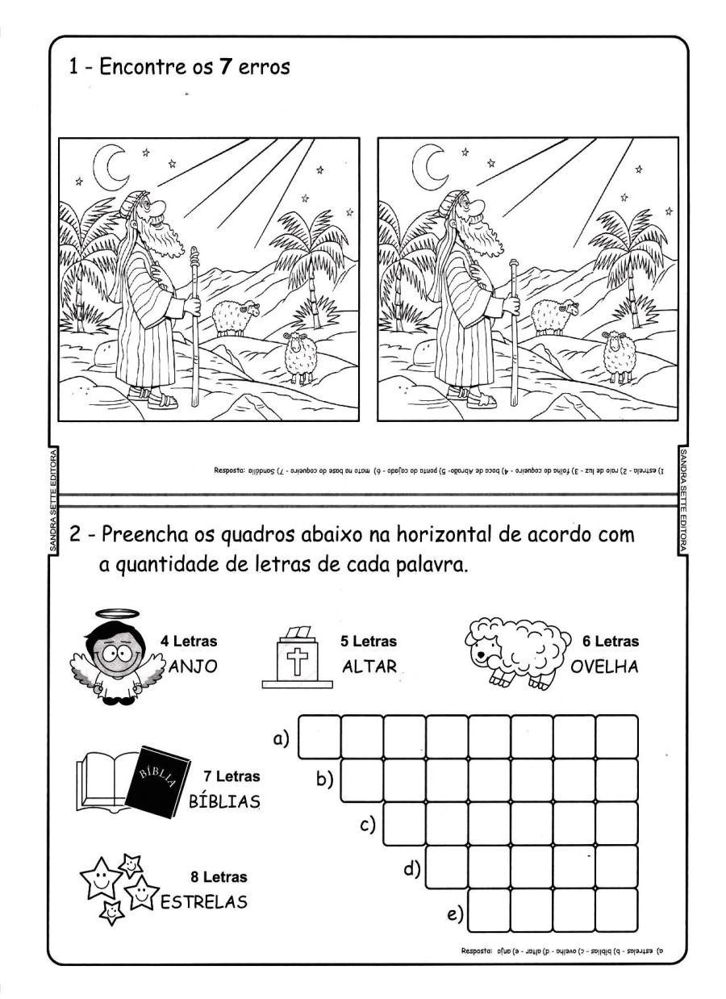 1 - Encontre os 7 erros
Resposta: 1) estrela - 2) raio de luz - 3) folha do coqueiro - 4) boca de Abraão- 5) ponta do cajado - 6) mato na base do coqueiro - 7) Sandália
SANDRA SETTE EDITORA
SANDRA SETTE EDITORA
2 - Preencha os quadros abaixo na horizontal de acordo com
a quantidade de letras de cada palavra.
4 Letras
ANJO
5 Letras
ALTAR
6 Letras
OVELHA
7 Letras
BÍBLIAS
BÍBLIA
8 Letras
ESTRELAS
a)
b)
c)
d)
e)
Resposta: a) estrelas - b) bíblias - c) ovelha - d) altar - e) anjo